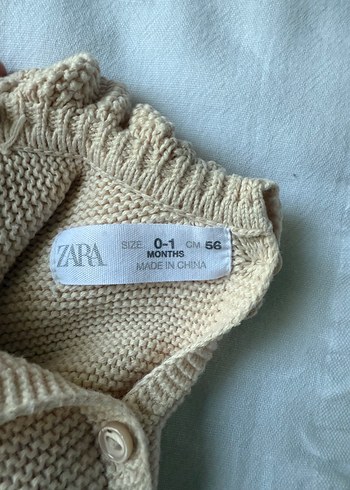 ZARA
SIZE 0-1 CM 56
MONTHS
MADE IN CHINA